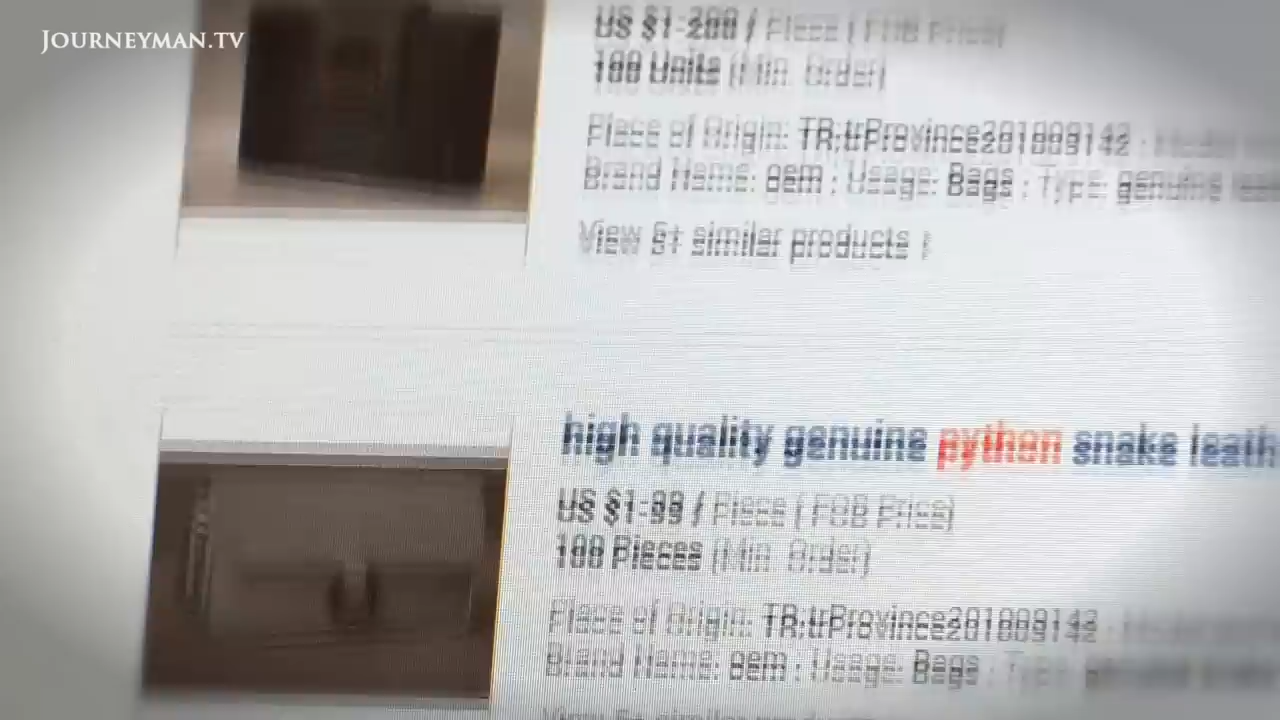 JOURNEYMAN.TV
US $1-200 / Piece (FOB Price)
100 Units (Min. Order)
Place of Origin: TR;trProvince201009142
Brand Name: oem ; Usage: Bags ; Type: genuine
View 6+ similar products
high quality genuine python snake leath
US $1-99 / Piece (FOB Price)
100 Pieces (Min. Order)
Place of Origin: TR;trProvince201009142
Brand Name: oem ; Usage: Bags